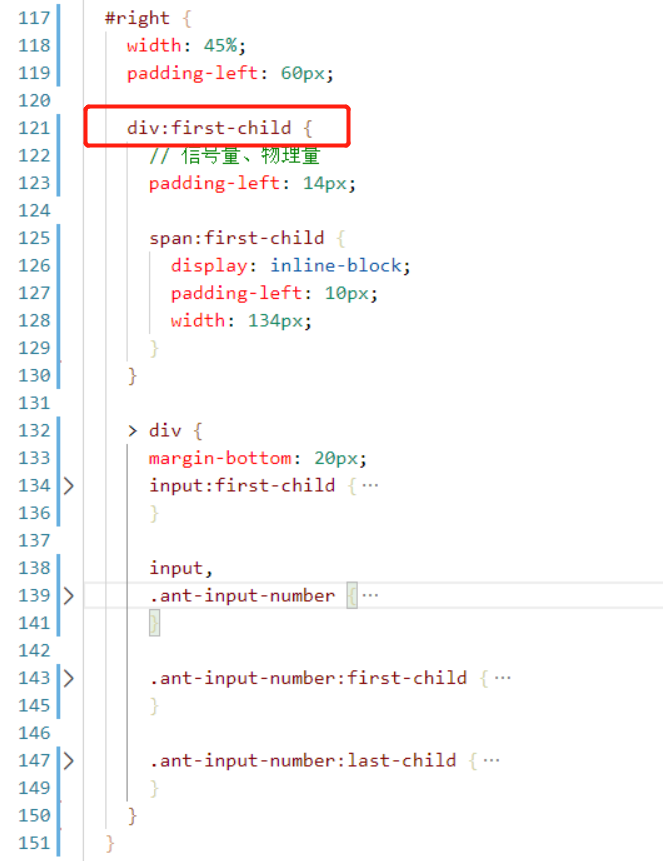 117 #right {
118 width: 45%;
119 padding-left: 60px;
120
121 div:first-child {
122 // 信号量、物理量
123 padding-left: 14px;
124
125 span:first-child {
126 display: inline-block;
127 padding-left: 10px;
128 width: 134px;
129 }
130 }
131
132 > div {
133 margin-bottom: 20px;
134 input:first-child { ···
136 }
137
138 input,
139 .ant-input-number { ···
141 }
142
143 .ant-input-number:first-child { ···
145 }
146
147 .ant-input-number:last-child { ···
149 }
150 }
151 }